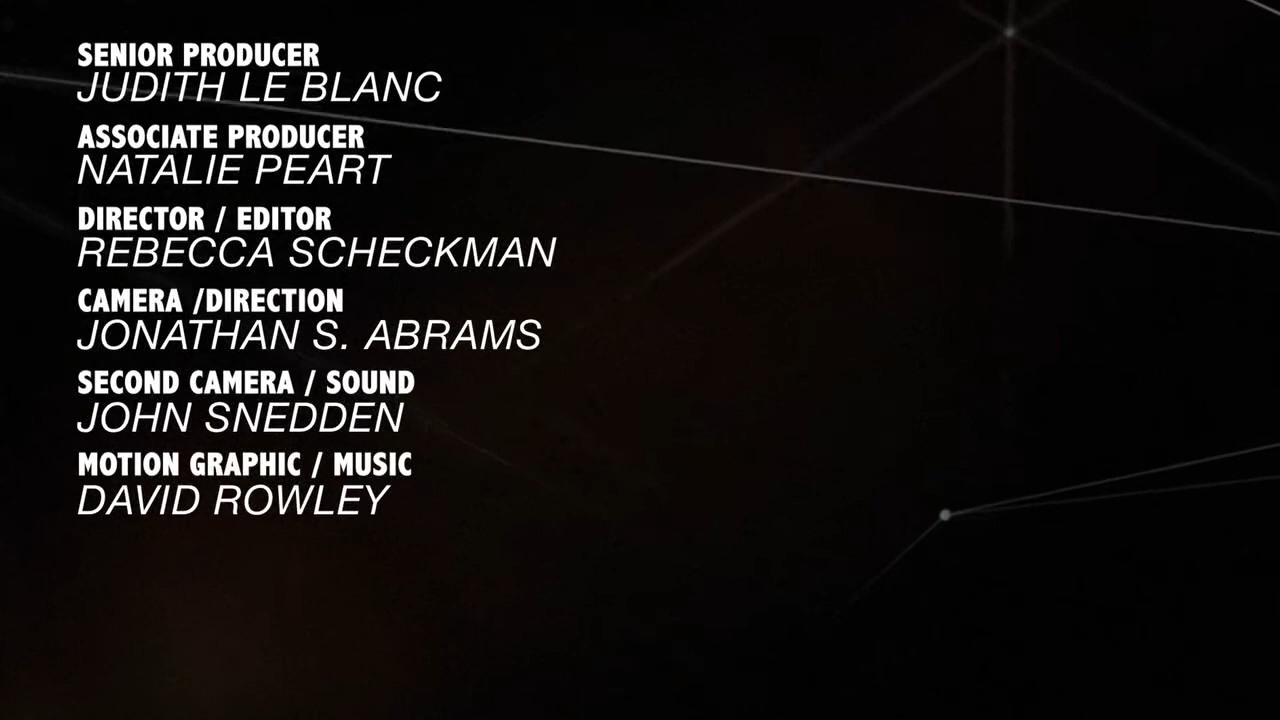 SENIOR PRODUCER
JUDITH LE BLANC
ASSOCIATE PRODUCER
NATALIE PEART
DIRECTOR / EDITOR
REBECCA SCHECKMAN
CAMERA /DIRECTION
JONATHAN S. ABRAMS
SECOND CAMERA / SOUND
JOHN SNEDDEN
MOTION GRAPHIC / MUSIC
DAVID ROWLEY